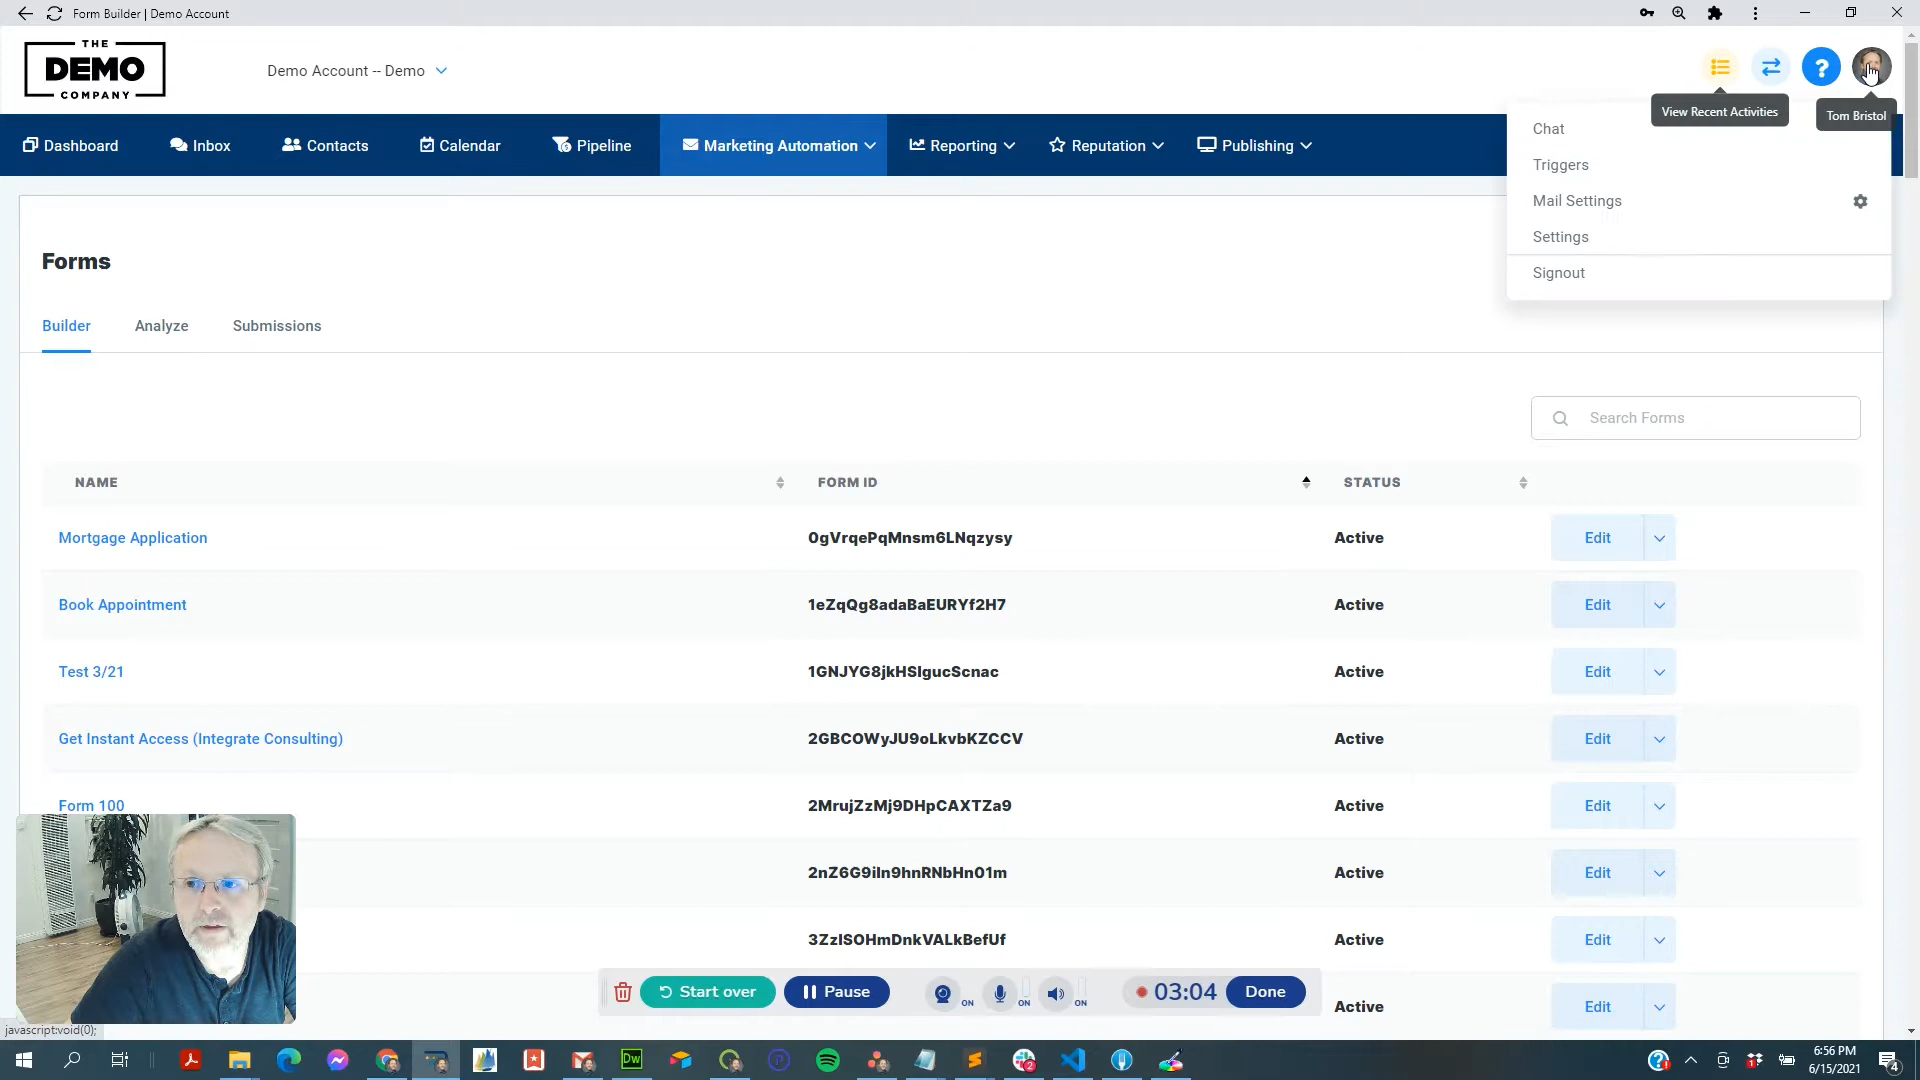 Form Builder | Demo Account
THE
DEMO
COMPANY
Demo Account -- Demo
?
View Recent Activities
Tom Bristol
Dashboard
Inbox
Contacts
Calendar
Pipeline
Marketing Automation
Reporting
Reputation
Publishing
Chat
Triggers
Mail Settings
Settings
Signout
Forms
Builder
Analyze
Submissions
Search Forms
NAME
FORM ID
STATUS
Mortgage Application
0gVrqePqMnsm6LNqzysy
Active
Edit
Book Appointment
1eZqQg8adaBaEURYf2H7
Active
Edit
Test 3/21
1GNJYG8jkHSIgucScnac
Active
Edit
Get Instant Access (Integrate Consulting)
2GBCOWyJU9oLkvbKZCCV
Active
Edit
Form 100
2MrujZzMj9DHpCAXTZa9
Active
Edit
2nZ6G9iln9hnRNbHn01m
Active
Edit
3ZzISOHmDnkVALkBefUf
Active
Edit
Active
Edit
Start over
Pause
ON
ON
ON
03:04
Done
javascript:void(0);
Dw
2
6:56 PM
6/15/2021
4